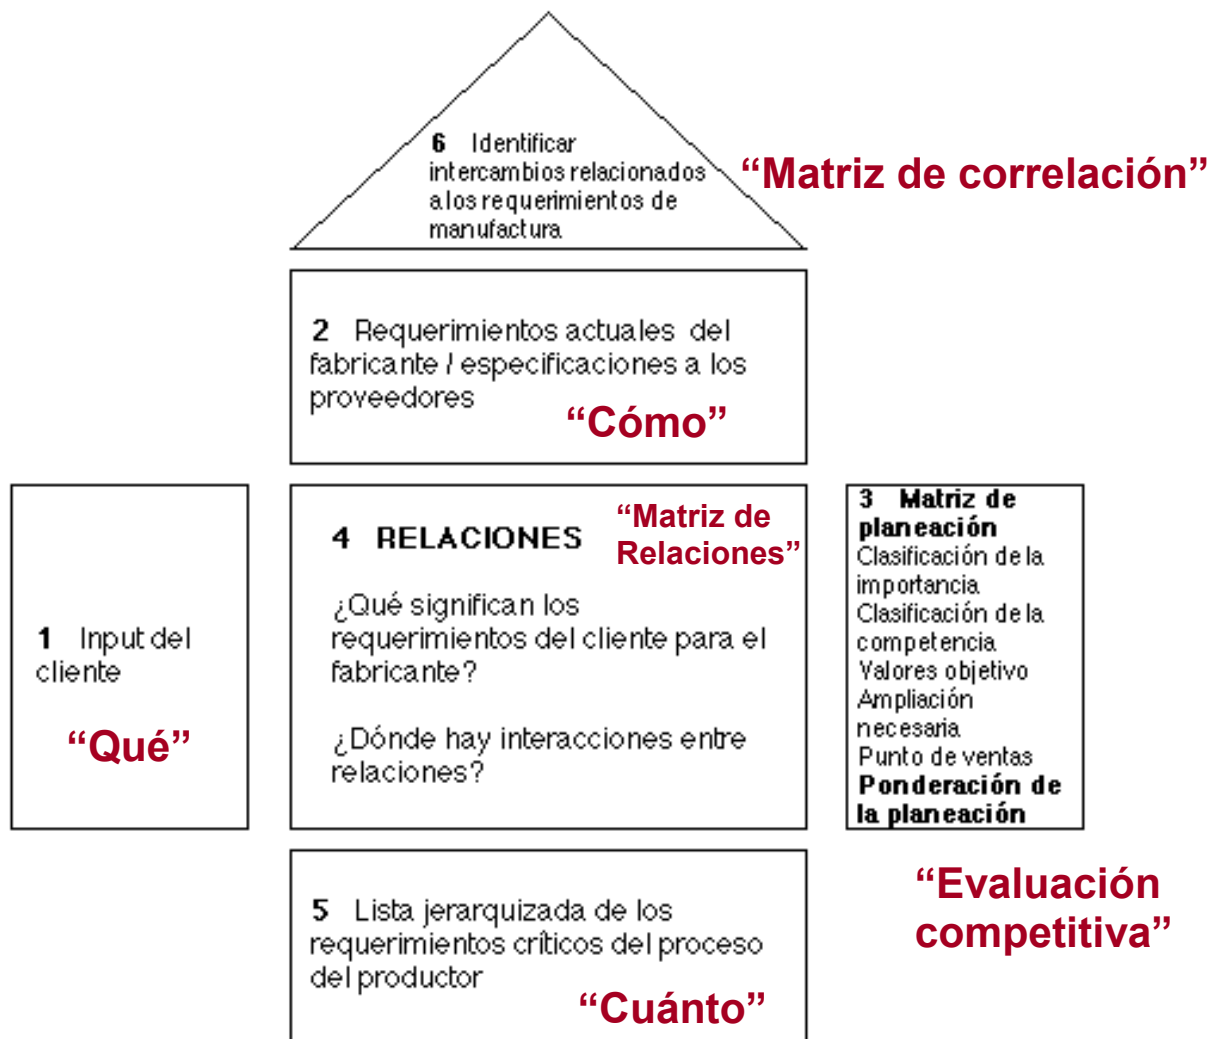 6 Identificar
intercambios relacionados
a los requerimientos de
manufactura
“Matriz de correlación”
2 Requerimientos actuales del
fabricante / especificaciones a los
proveedores
“Cómo”
1 Input del
cliente
“Qué”
4 RELACIONES
“Matriz de
Relaciones”
¿Qué significan los
requerimientos del cliente para el
fabricante?
¿Dónde hay interacciones entre
relaciones?
3 Matriz de
planeación
Clasificación de la
importancia
Clasificación de la
competencia
Valores objetivo
Ampliación
necesaria
Punto de ventas
Ponderación de
la planeación
“Evaluación
competitiva”
5 Lista jerarquizada de los
requerimientos críticos del proceso
del productor
“Cuánto”